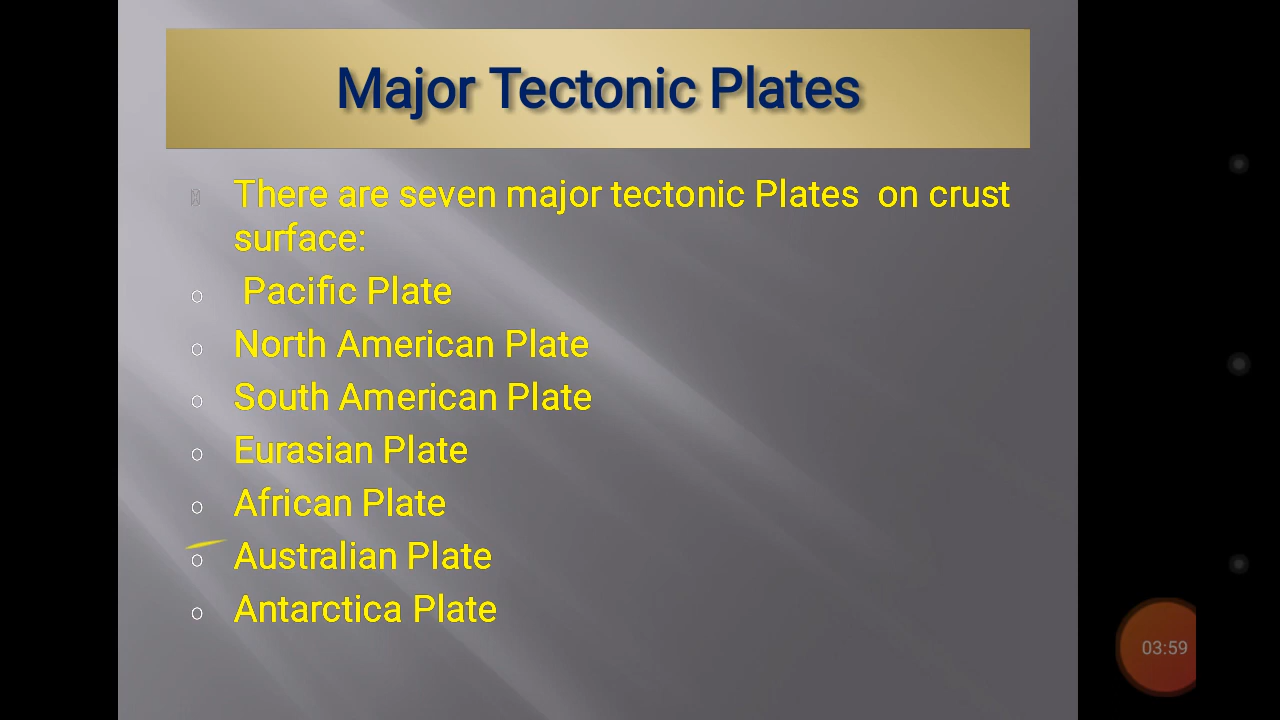 Major Tectonic Plates
There are seven major tectonic Plates on crust
surface:
o Pacific Plate
o North American Plate
o South American Plate
o Eurasian Plate
o African Plate
o Australian Plate
o Antarctica Plate
03:59